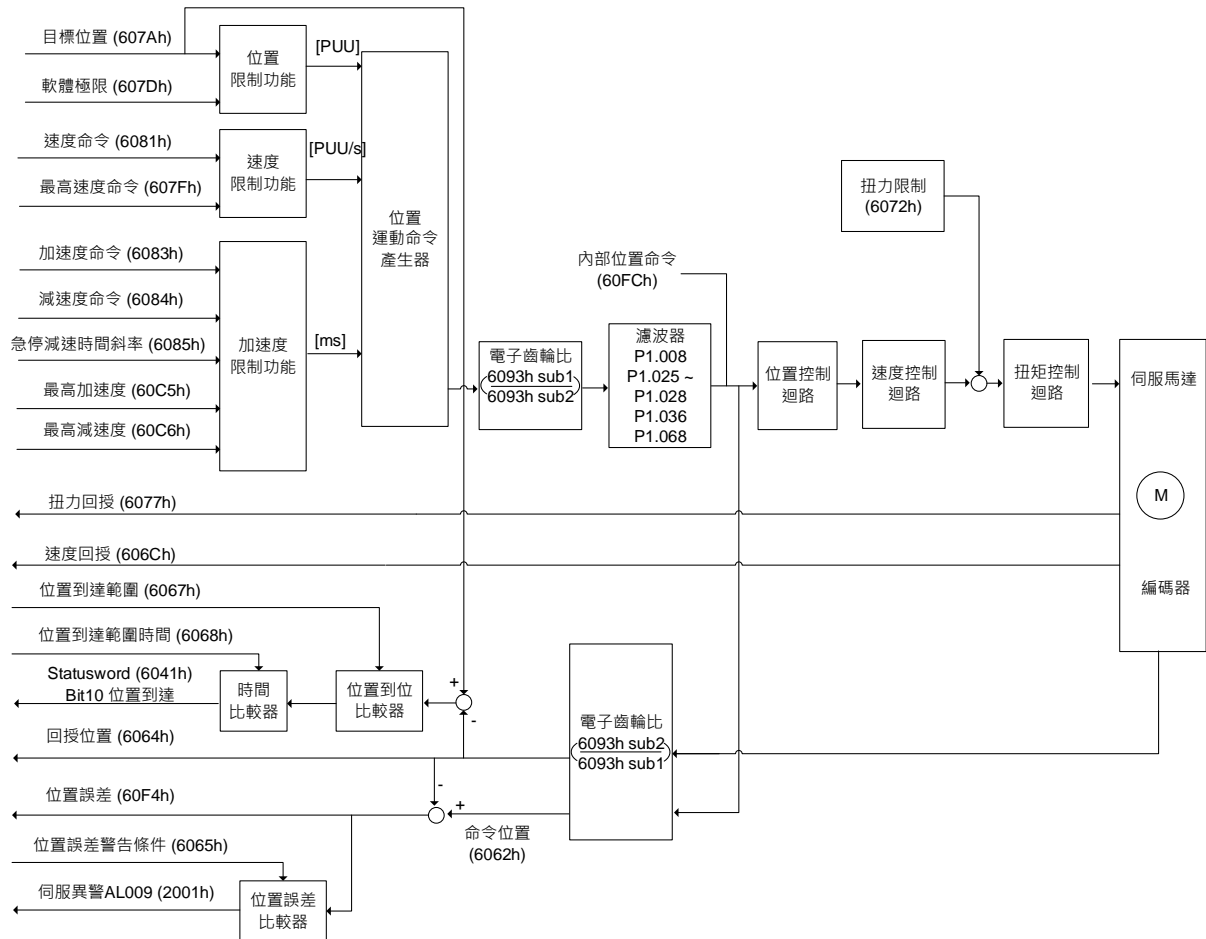 目標位置 (607Ah)
軟體極限 (607Dh)
位置
限制功能
[PUU]
速度命令 (6081h)
最高速度命令 (607Fh)
速度
限制功能
[PUU/s]
加速度命令 (6083h)
減速度命令 (6084h)
急停減速時間斜率 (6085h)
最高加速度 (60C5h)
最高減速度 (60C6h)
加速度
限制功能
[ms]
位置
運動命令
產生器
電子齒輪比
6093h sub1
6093h sub2
內部位置命令
(60FCh)
濾波器
P1.008
P1.025 ~
P1.028
P1.036
P1.068
位置控制
迴路
速度控制
迴路
扭力限制
(6072h)
扭矩控制
迴路
伺服馬達
M
編碼器
扭力回授 (6077h)
速度回授 (606Ch)
位置到達範圍 (6067h)
位置到達範圍時間 (6068h)
Statusword (6041h)
Bit10 位置到達
時間
比較器
位置到位
比較器
+
-
回授位置 (6064h)
電子齒輪比
6093h sub2
6093h sub1
-
+
位置誤差 (60F4h)
命令位置
(6062h)
位置誤差警告條件 (6065h)
伺服異警AL009 (2001h)
位置誤差
比較器